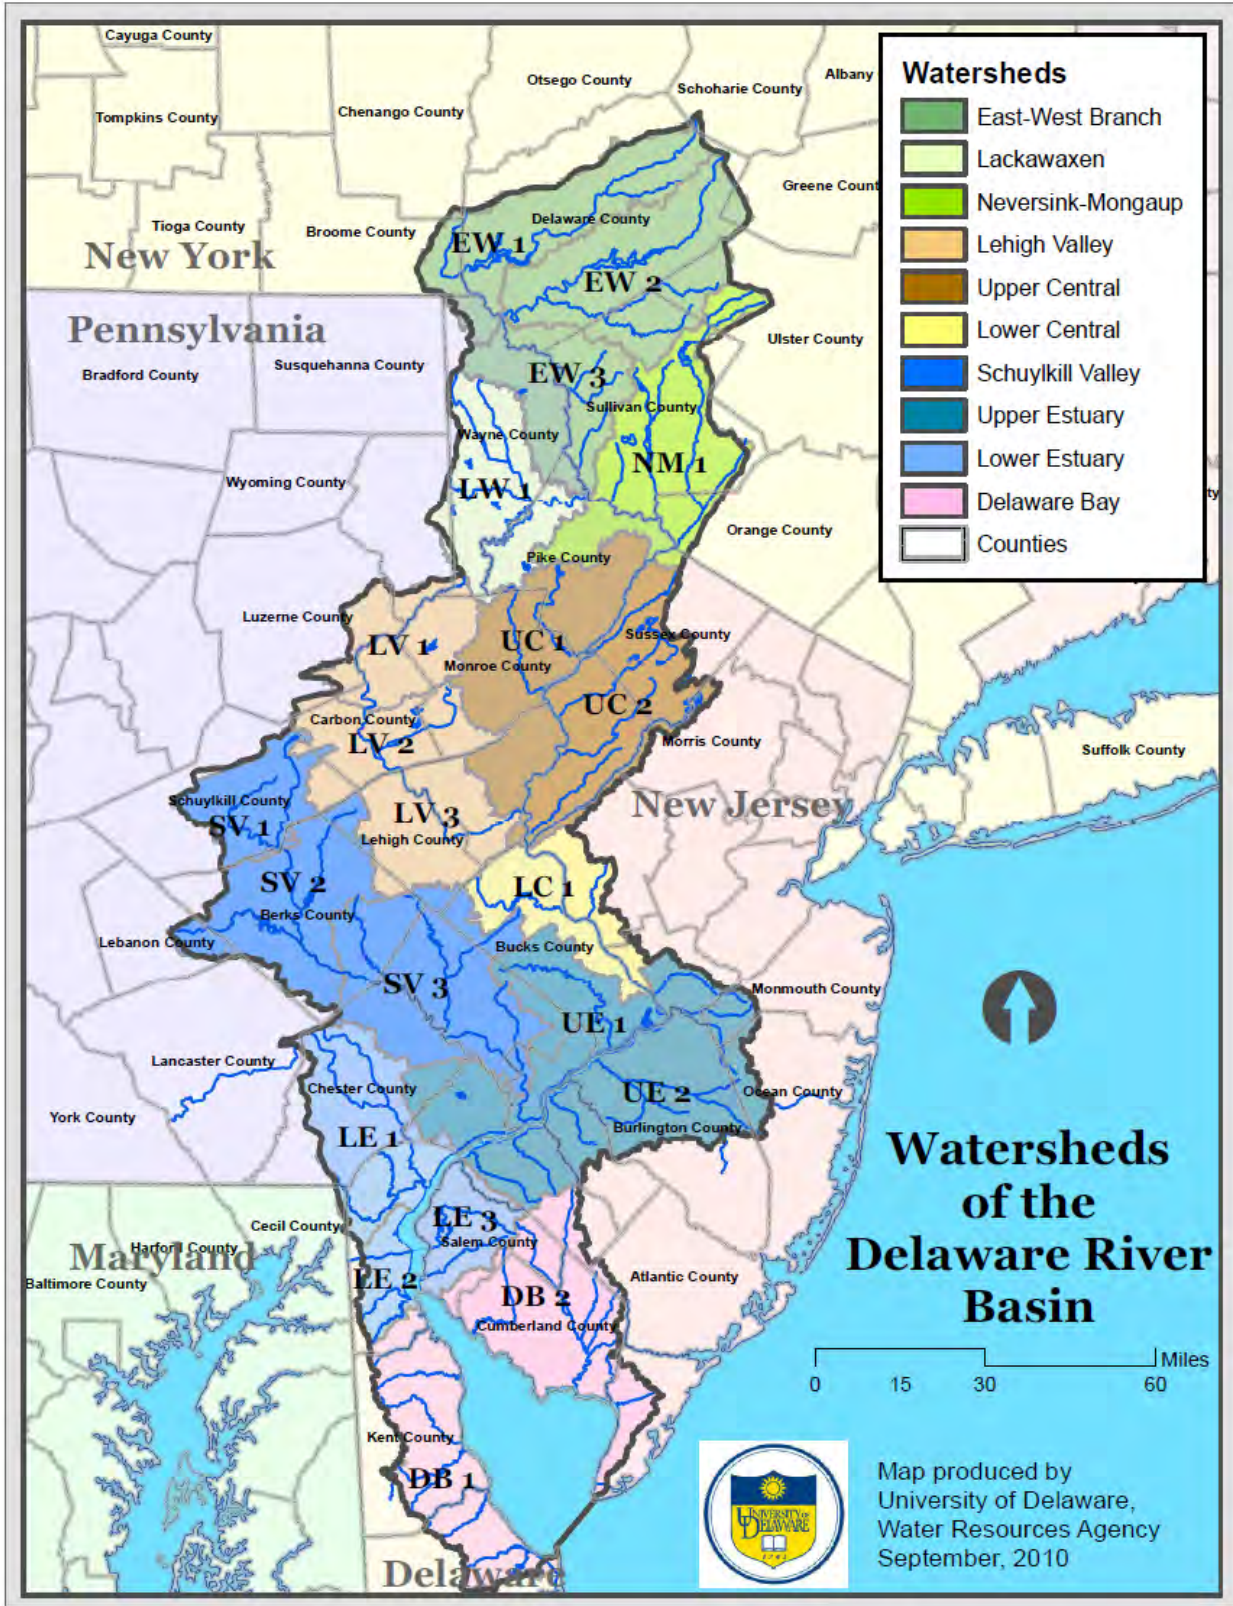 Cayuga County
Otsego County
Albany
Schoharie County
Chenango County
Tompkins County
Greene Count
Delaware County
Tioga County
Broome County
New York
EW 1
EW 2
Pennsylvania
Ulster County
Susquehanna County
Bradford County
EW 3
Sullivan County
Wayne County
NM 1
Wyoming County
LW 1
Orange County
ty
Pike County
Luzerne County
LV 1
UC 1
Sussex County
Monroe County
UC 2
Carbon County
LV 2
Morris County
Suffolk County
Schuylkill County
New Jersey
SV 1
LV 3
Lehigh County
SV 2
LC 1
Berks County
Lebanon County
Bucks County
SV 3
Monmouth County
UE 1
Lancaster County
Chester County
UE 2
Ocean County
York County
Burlington County
LE 1
LE 3
Cecil County
Salem County
Harford County
Maryland
Baltimore County
LE 2
Atlantic County
DB 2
Cumberland County
Kent County
DB 1
Delaware
Watersheds
East-West Branch
Lackawaxen
Neversink-Mongaup
Lehigh Valley
Upper Central
Lower Central
Schuylkill Valley
Upper Estuary
Lower Estuary
Delaware Bay
Counties
Watersheds
of the
Delaware River
Basin
Miles
0 15 30 60
UNIVERSITY OF
DELAWARE
1743
Map produced by
University of Delaware,
Water Resources Agency
September, 2010